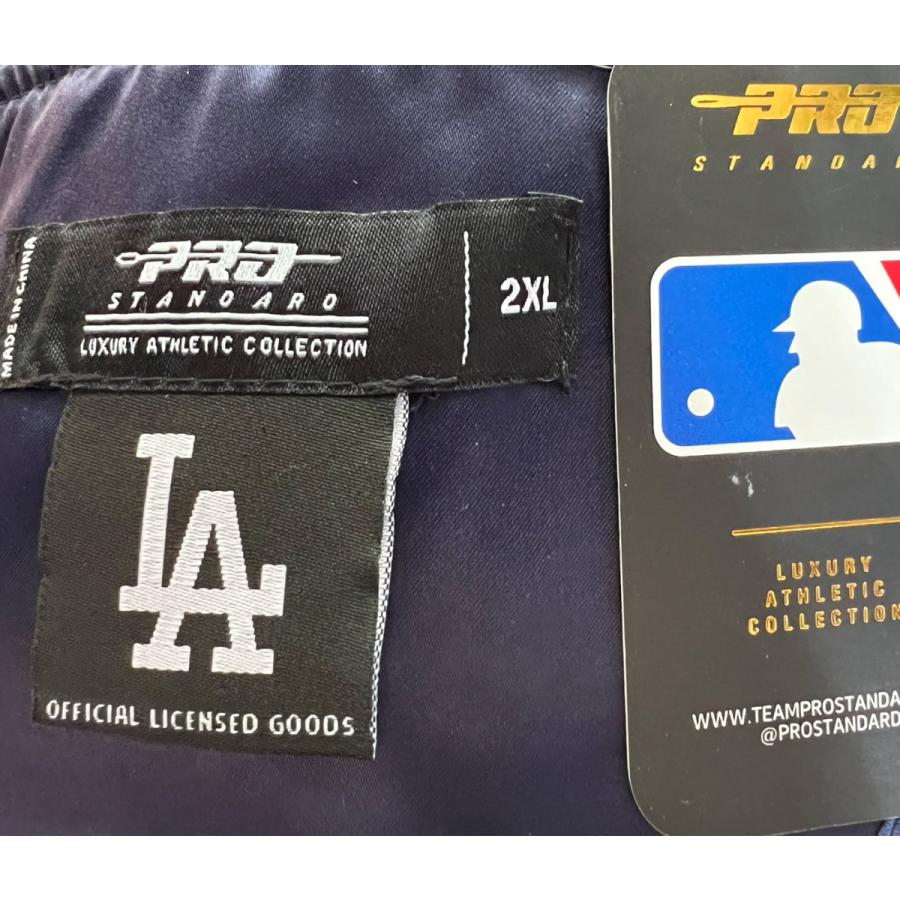 MADE IN CHINA
PRO
STANDARD
LUXURY ATHLETIC COLLECTION
2XL
LA
OFFICIAL LICENSED GOODS
PRO
STANDAR
LUXURY
ATHLETIC
COLLECTION
WWW.TEAMPROSTANDA
@PROSTANDARD